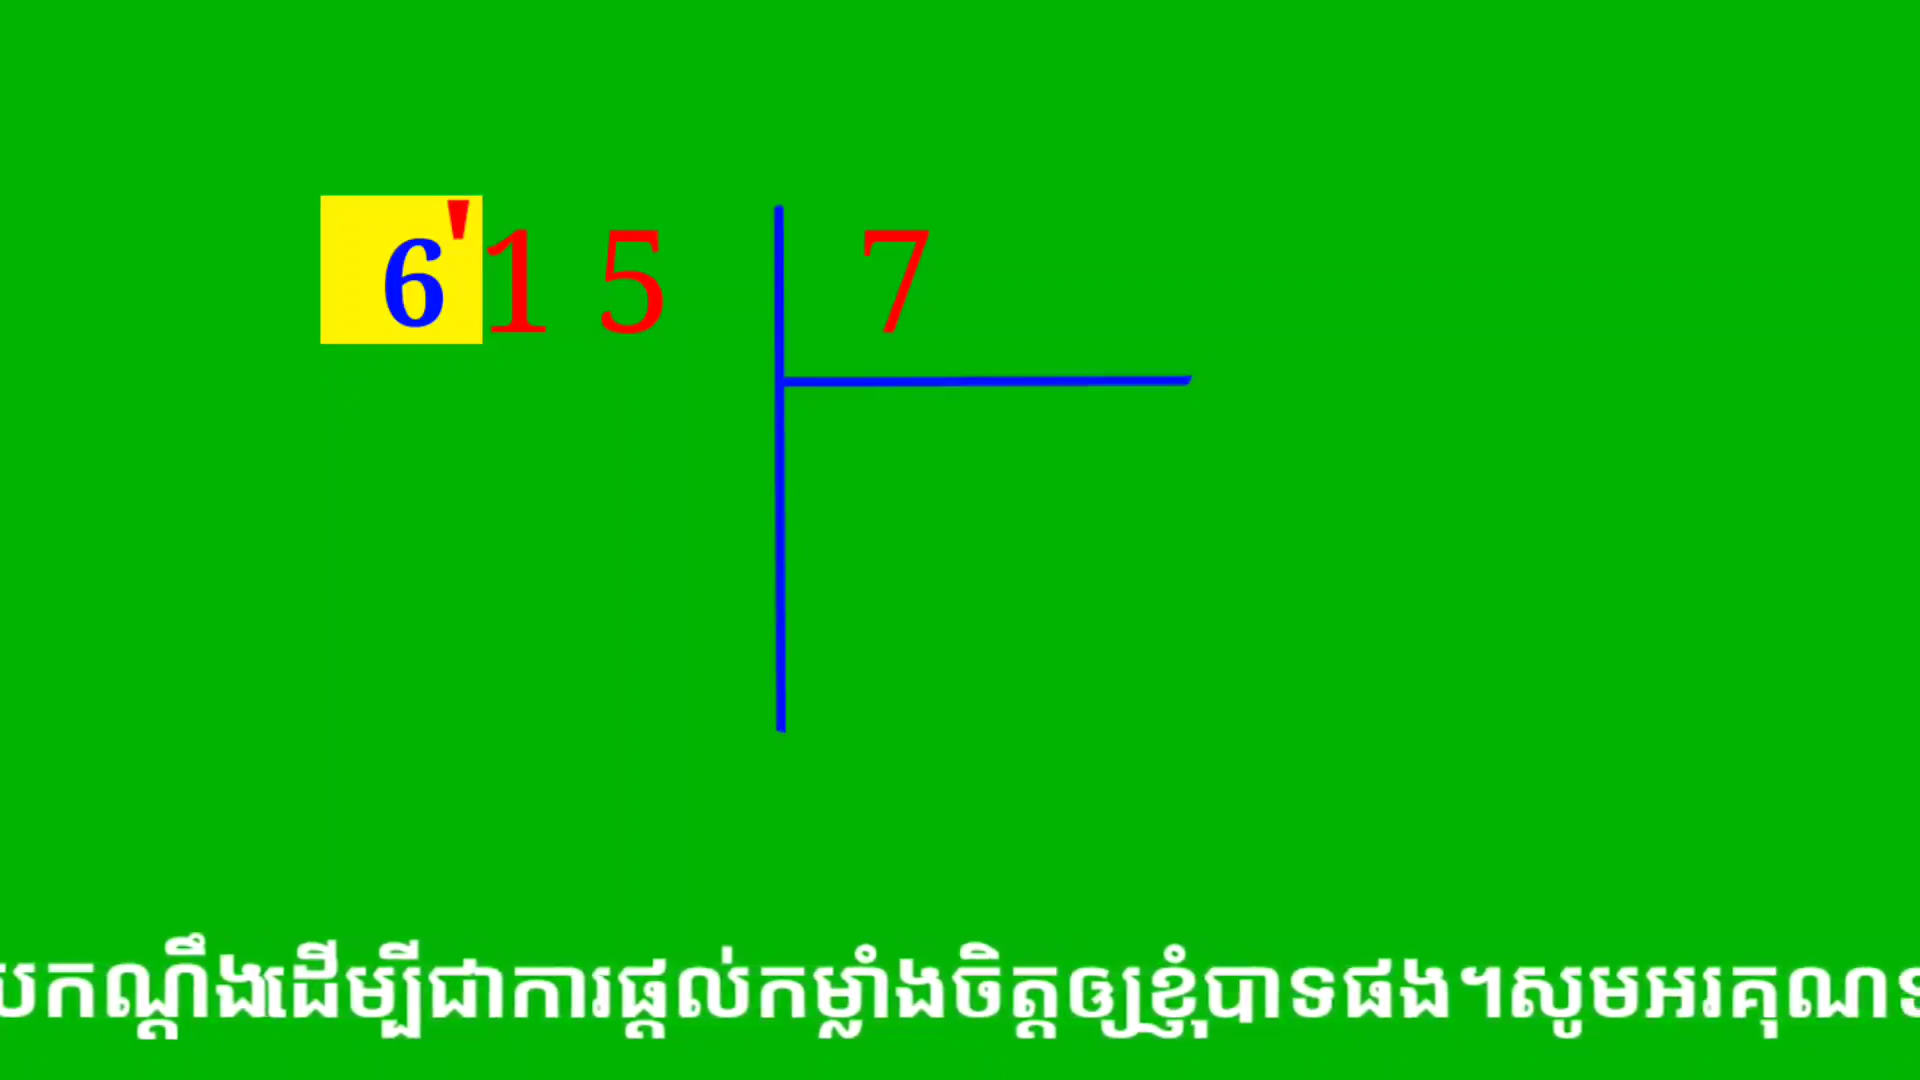 6'1 5 7
កណ្ដឹងដើម្បីជាការផ្ដល់កម្លាំងចិត្តឲ្យខ្ញុំបាទផង។សូមអរគុណ